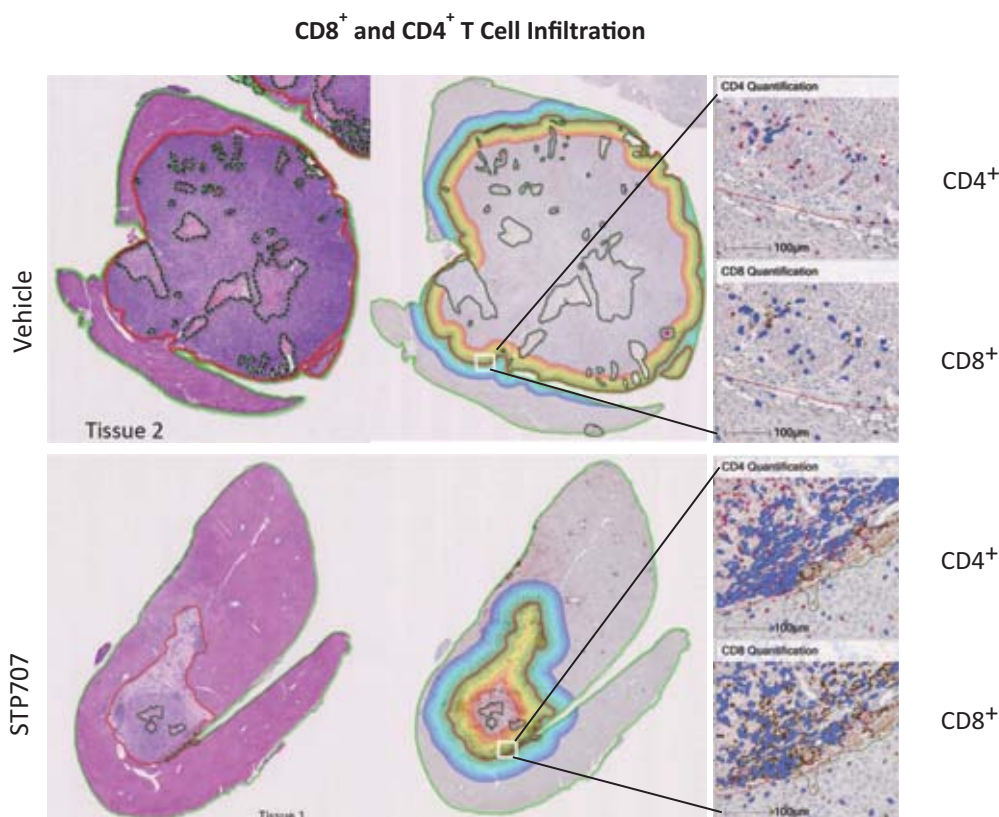 CD8+ and CD4+ T Cell Infiltration
Vehicle
Tissue 2
CD4 Quantification
100µm
CD4+
CD8 Quantification
100µm
CD8+
STP707
Tissue 1
CD4 Quantification
100µm
CD4+
CD8 Quantification
100µm
CD8+